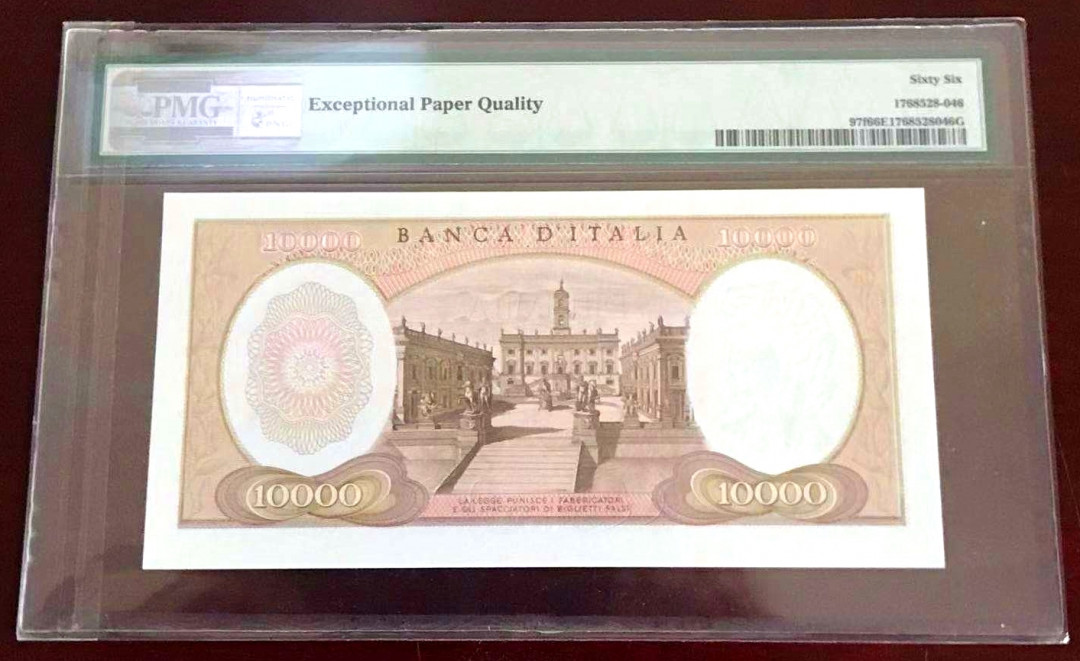 PMG
Exceptional Paper Quality
Sixty Six
1768528-046
97f66E1768528046G
10000 BANCA D'ITALIA 10000
10000
LA LEGGE PUNISCE I FABBRICATORI
E GLI SPACCIATORI DI BIGLIETTI FALSI
10000